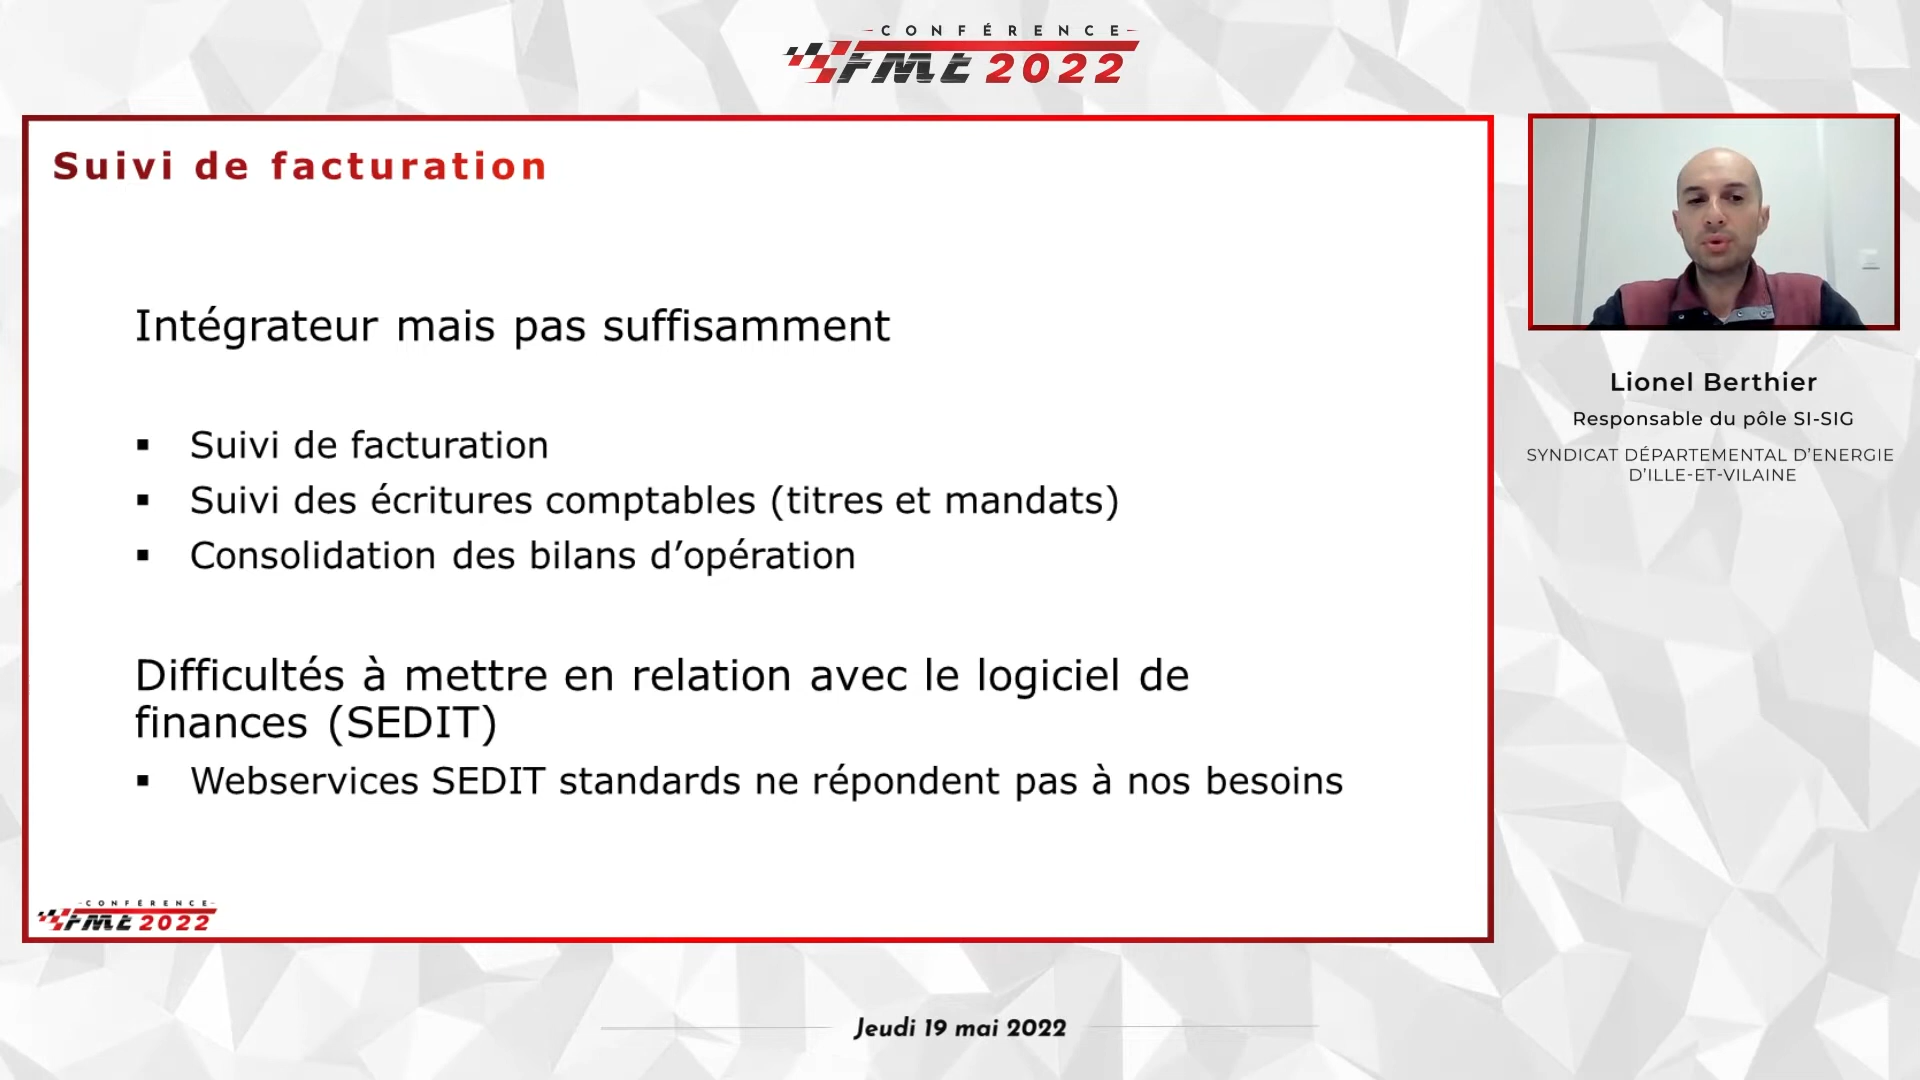 CONFÉRENCE
FME 2022
Suivi de facturation
Intégrateur mais pas suffisamment
▪ Suivi de facturation
▪ Suivi des écritures comptables (titres et mandats)
▪ Consolidation des bilans d’opération
Difficultés à mettre en relation avec le logiciel de
finances (SEDIT)
▪ Webservices SEDIT standards ne répondent pas à nos besoins
CONFÉRENCE
FME 2022
Lionel Berthier
Responsable du pôle SI-SIG
SYNDICAT DÉPARTEMENTAL D’ENERGIE
D’ILLE-ET-VILAINE
Jeudi 19 mai 2022